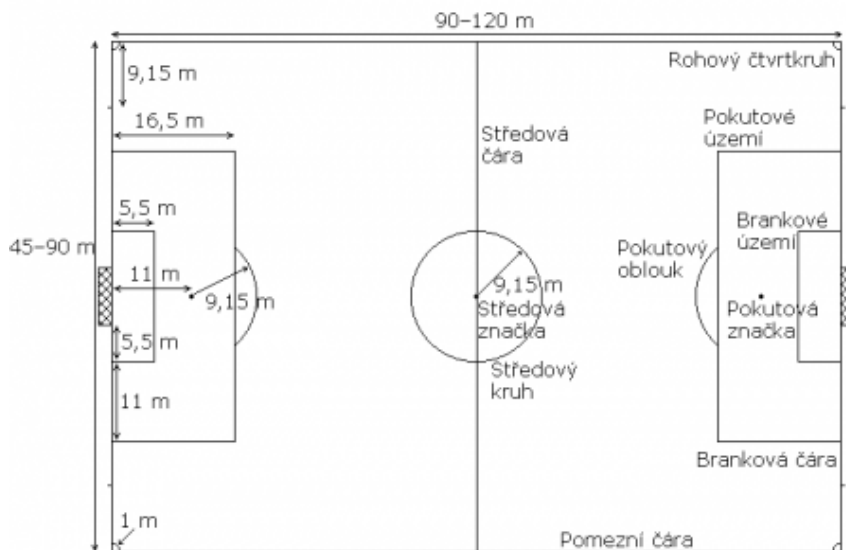 90–120 m
9,15 m
Rohový čtvrtkruh
16,5 m
Pokutové
území
Středová
čára
5,5 m
Brankové
území
45–90 m
Pokutový
oblouk
11 m
9,15 m
9,15 m
Středová
značka
Pokutová
značka
5,5 m
Středový
kruh
11 m
Branková čára
1 m
Pomezní čára